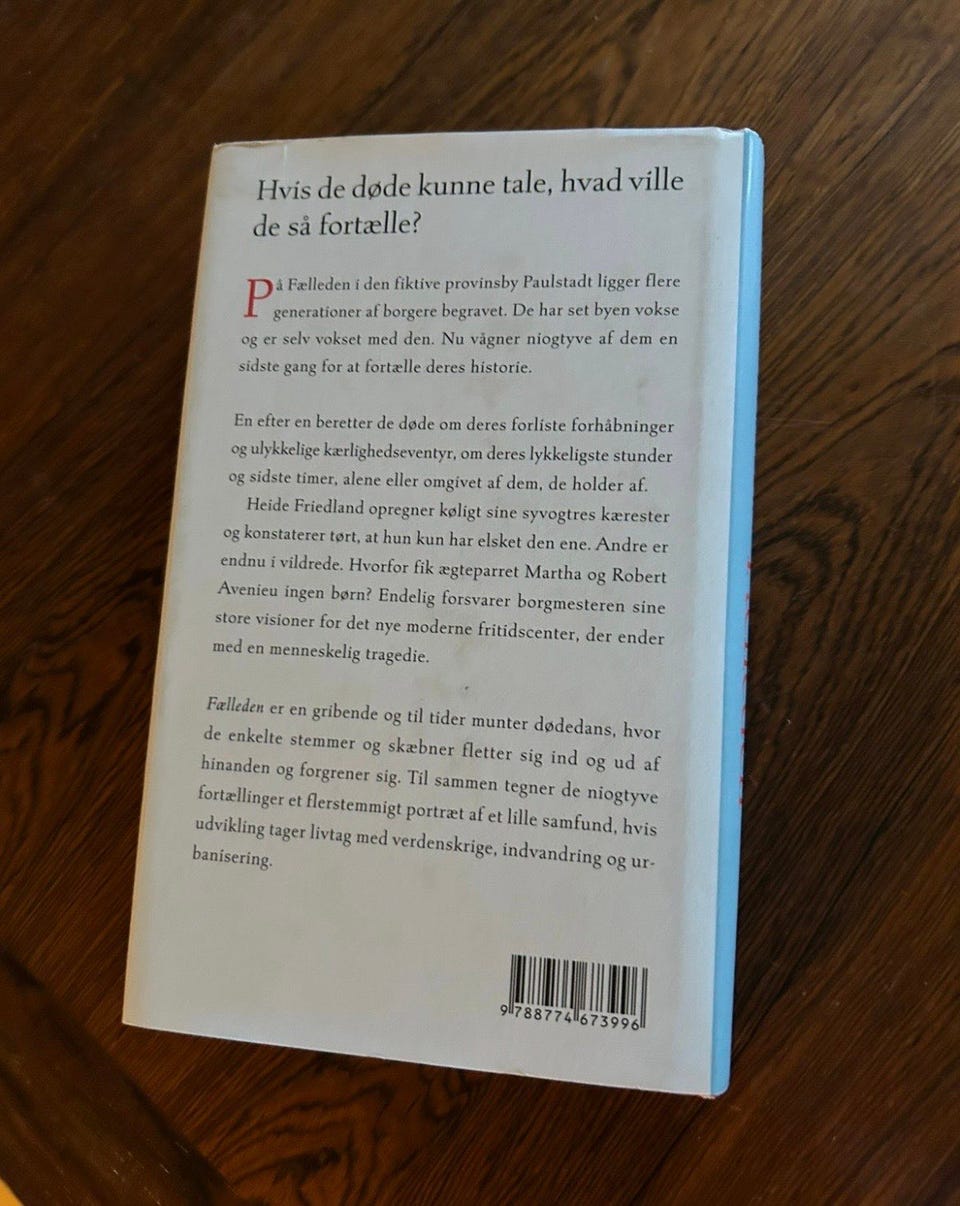 Hvis de døde kunne tale, hvad ville
de så fortælle?
På Fælleden i den fiktive provinsby Paulstadt ligger flere
generationer af borgere begravet. De har set byen vokse
og er selv vokset med den. Nu vågner niogtyve af dem en
sidste gang for at fortælle deres historie.
En efter en beretter de døde om deres forliste forhåbninger
og ulykkelige kærlighedseventyr, om deres lykkeligste stunder
og sidste timer, alene eller omgivet af dem, de holder af.
Heide Friedland opregner køligt sine syvogtres kærester
og konstaterer tørt, at hun kun har elsket den ene. Andre er
endnu i vildrede. Hvorfor fik ægteparret Martha og Robert
Avenieu ingen børn? Endelig forsvarer borgmesteren sine
store visioner for det nye moderne fritidscenter, der ender
med en menneskelig tragedie.
Fælleden er en gribende og til tider munter dødedans, hvor
de enkelte stemmer og skæbner fletter sig ind og ud af
hinanden og forgrener sig. Til sammen tegner de niogtyve
fortællinger et flerstemmigt portræt af et lille samfund, hvis
udvikling tager livtag med verdenskrige, indvandring og ur-
banisering.
9 788774 673996